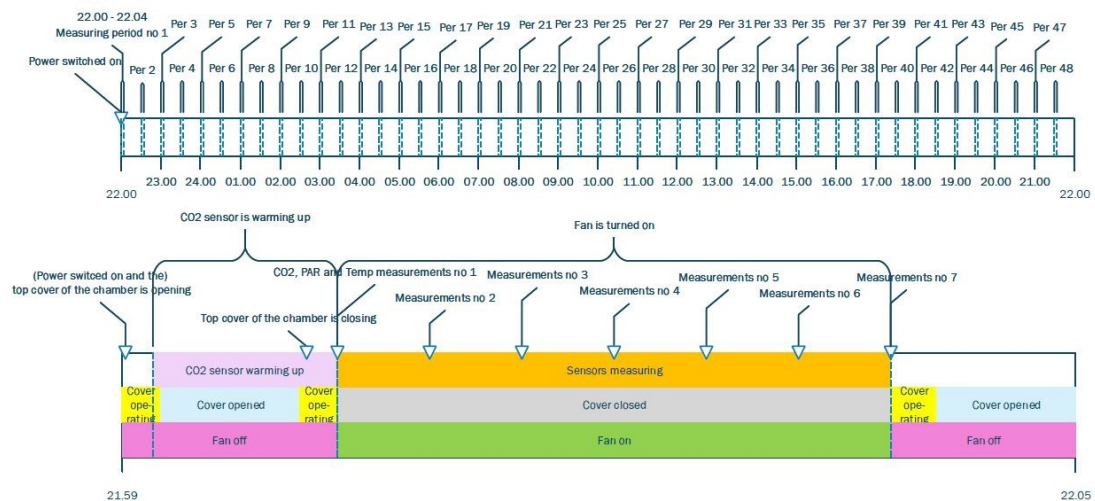 22.00 - 22.04
Measuring period no 1
Power switched on
Per 3 Per 5 Per 7 Per 9 Per 11 Per 13 Per 15 Per 17 Per 19 Per 21 Per 23 Per 25 Per 27 Per 29 Per 31 Per 33 Per 35 Per 37 Per 39 Per 41 Per 43 Per 45 Per 47
Per 2 Per 4 Per 6 Per 8 Per 10 Per 12 Per 14 Per 16 Per 18 Per 20 Per 22 Per 24 Per 26 Per 28 Per 30 Per 32 Per 34 Per 36 Per 38 Per 40 Per 42 Per 44 Per 46 Per 48
23.00 24.00 01.00 02.00 03.00 04.00 05.00 06.00 07.00 08.00 09.00 10.00 11.00 12.00 13.00 14.00 15.00 16.00 17.00 18.00 19.00 20.00 21.00
22.00 22.00
CO2 sensor is warming up
Fan is turned on
(Power switced on and the)
top cover of the chamber is opening
CO2, PAR and Temp measurements no 1
Measurements no 2
Measurements no 3
Measurements no 4
Measurements no 5
Measurements no 6
Measurements no 7
Top cover of the chamber is closing
CO2 sensor warming up
Sensors measuring
Cover
ope-
rating
Cover opened
Cover
ope-
rating
Cover closed
Cover
ope-
rating
Cover opened
Fan off
Fan on
Fan off
21.59
22.05